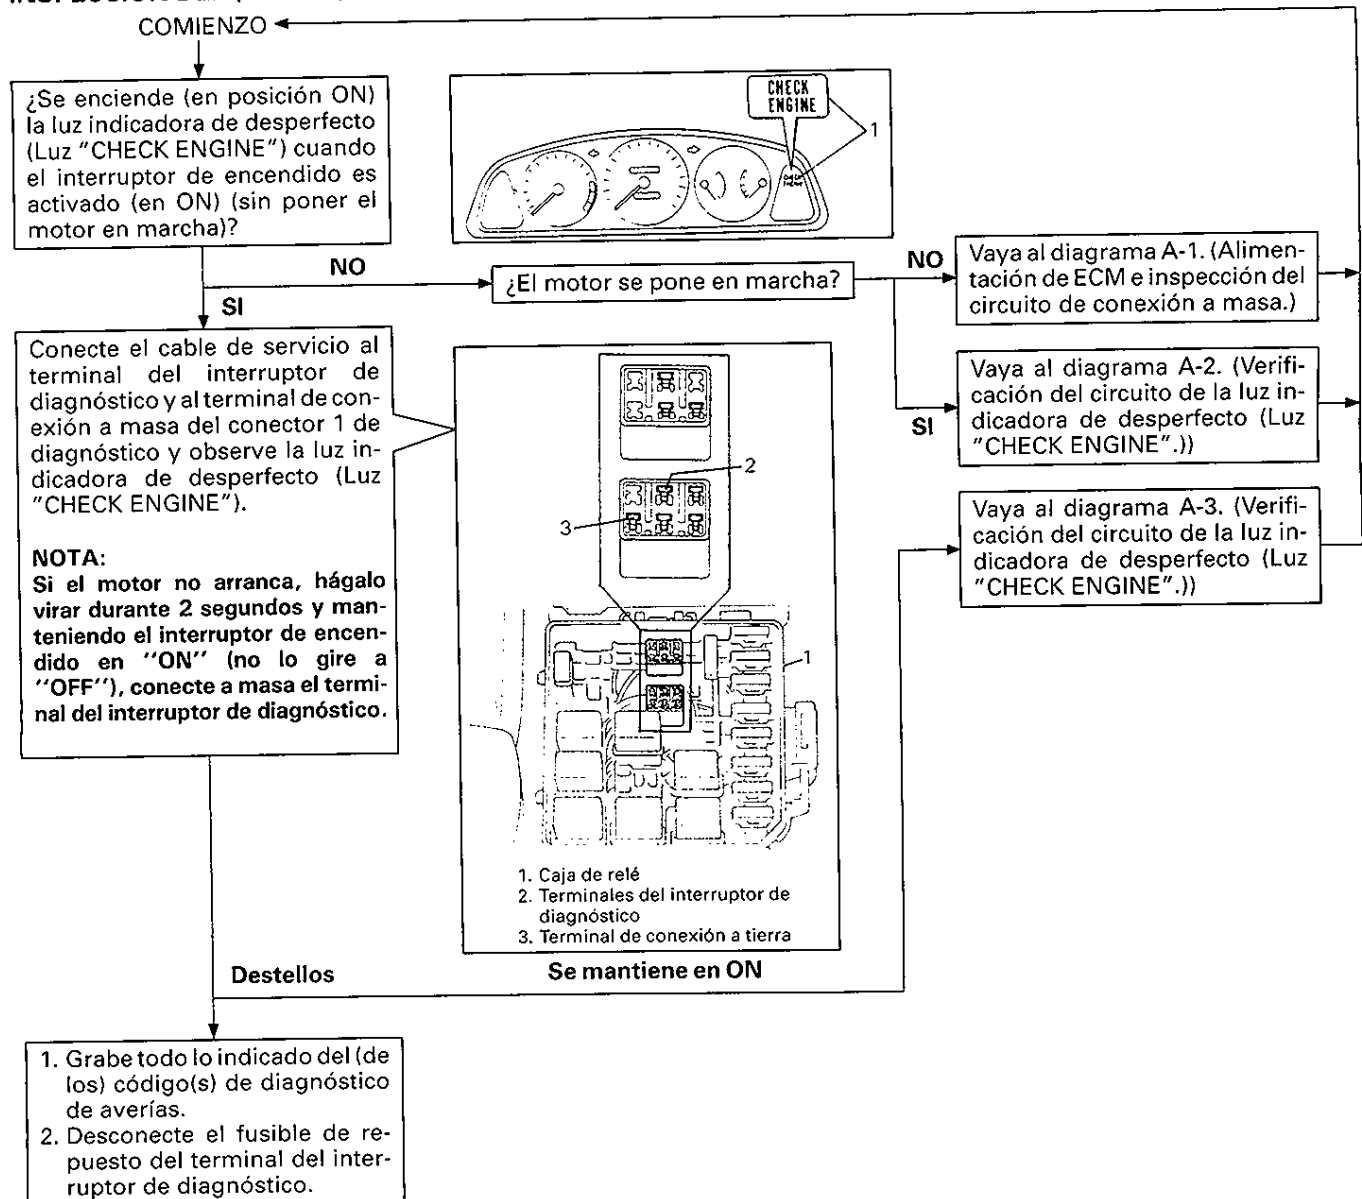 COMIENZO
¿Se enciende (en posición ON)
la luz indicadora de desperfecto
(Luz "CHECK ENGINE") cuando
el interruptor de encendido es
activado (en ON) (sin poner el
motor en marcha)?
CHECK
ENGINE
1
CHECK
ENGINE
NO
SI
¿El motor se pone en marcha?
NO
SI
Vaya al diagrama A-1. (Alimen-
tación de ECM e inspección del
circuito de conexión a masa.)
Vaya al diagrama A-2. (Verifi-
cación del circuito de la luz in-
dicadora de desperfecto (Luz
"CHECK ENGINE".))
Vaya al diagrama A-3. (Verifi-
cación del circuito de la luz in-
dicadora de desperfecto (Luz
"CHECK ENGINE".))
Conecte el cable de servicio al
terminal del interruptor de
diagnóstico y al terminal de con-
exión a masa del conector 1 de
diagnóstico y observe la luz in-
dicadora de desperfecto (Luz
"CHECK ENGINE").
NOTA:
Si el motor no arranca, hágalo
virar durante 2 segundos y man-
teniendo el interruptor de encen-
dido en ''ON'' (no lo gire a
''OFF''), conecte a masa el termi-
nal del interruptor de diagnóstico.
2
3
1
1. Caja de relé
2. Terminales del interruptor de
diagnóstico
3. Terminal de conexión a tierra
Destellos
Se mantiene en ON
1. Grabe todo lo indicado del (de
los) código(s) de diagnóstico
de averías.
2. Desconecte el fusible de re-
puesto del terminal del inter-
ruptor de diagnóstico.